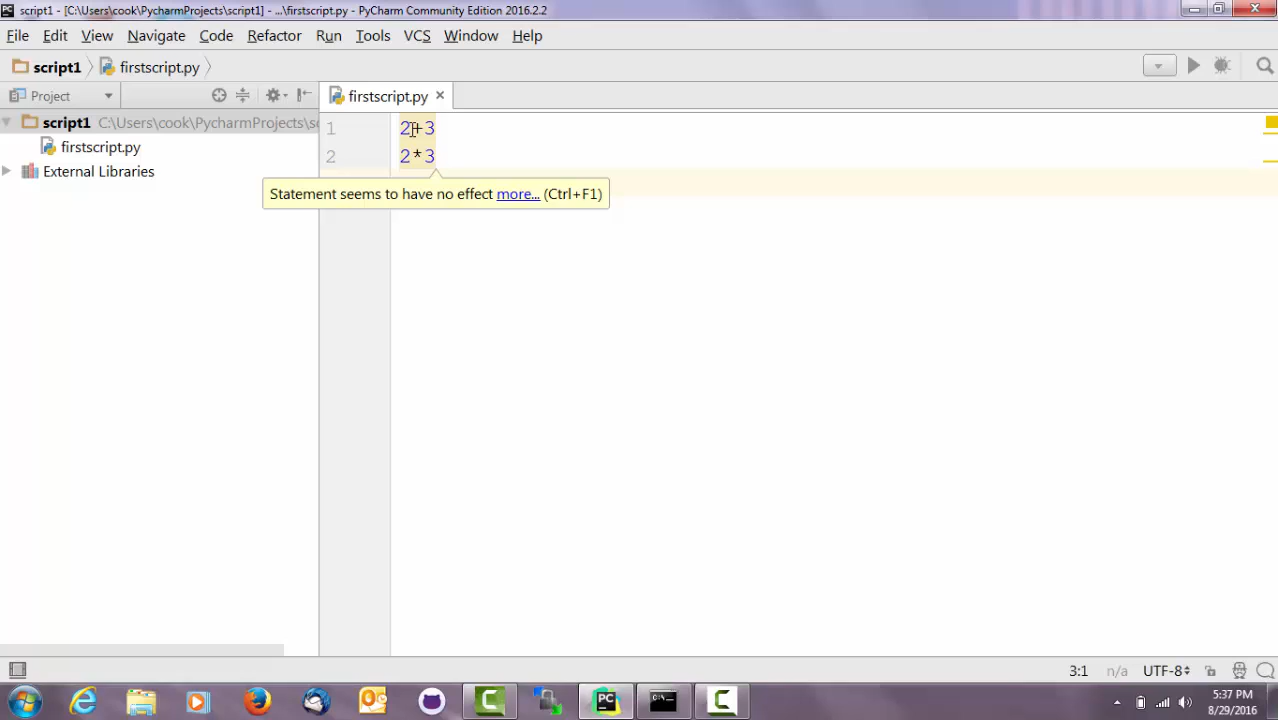 script1 - [C:\Users\cook\PycharmProjects\script1] - ...\firstscript.py - PyCharm Community Edition 2016.2.2
File Edit View Navigate Code Refactor Run Tools VCS Window Help
script1 firstscript.py
Project firstscript.py
script1 C:\Users\cook\PycharmProjects\sc
firstscript.py
External Libraries
1 2+3
2 2*3
Statement seems to have no effect more... (Ctrl+F1)
3:1 n/a UTF-8
5:37 PM
8/29/2016